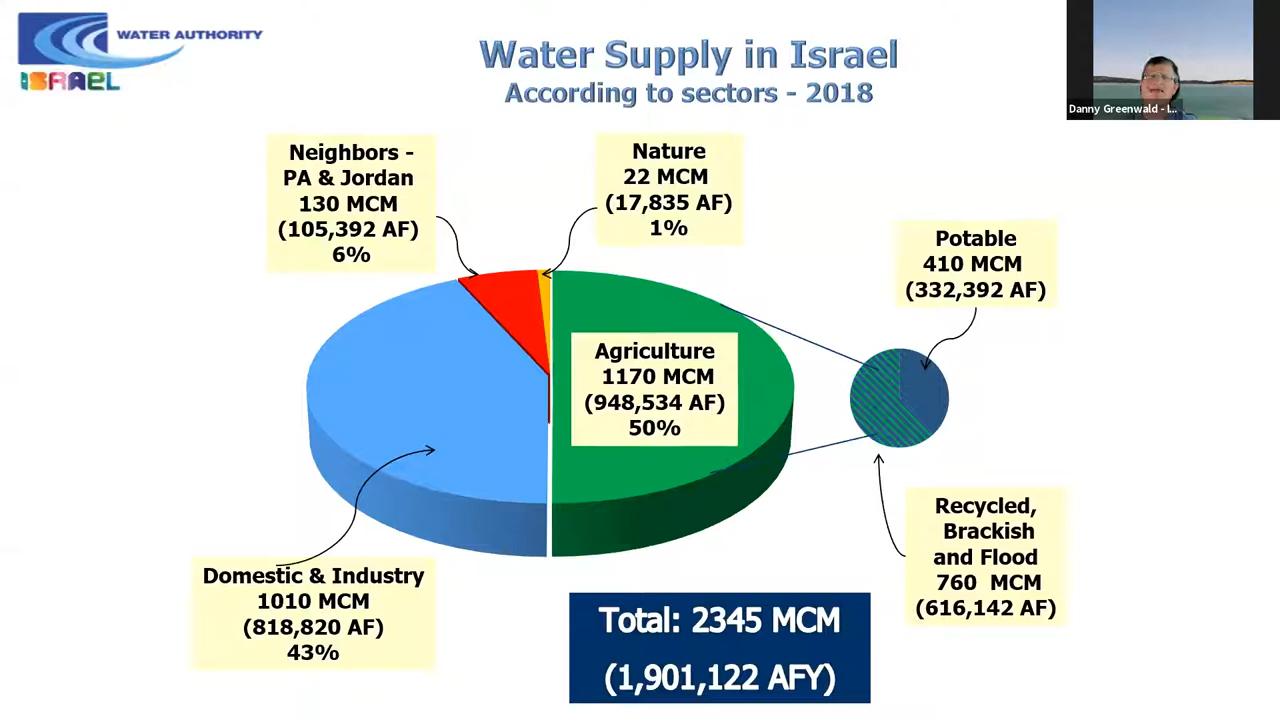 WATER AUTHORITY
ISRAEL
Water Supply in Israel
According to sectors - 2018
Danny Greenwald - I...
Neighbors -
PA & Jordan
130 MCM
(105,392 AF)
6%
Nature
22 MCM
(17,835 AF)
1%
Potable
410 MCM
(332,392 AF)
Agriculture
1170 MCM
(948,534 AF)
50%
Recycled,
Brackish
and Flood
760 MCM
(616,142 AF)
Domestic & Industry
1010 MCM
(818,820 AF)
43%
Total: 2345 MCM
(1,901,122 AFY)